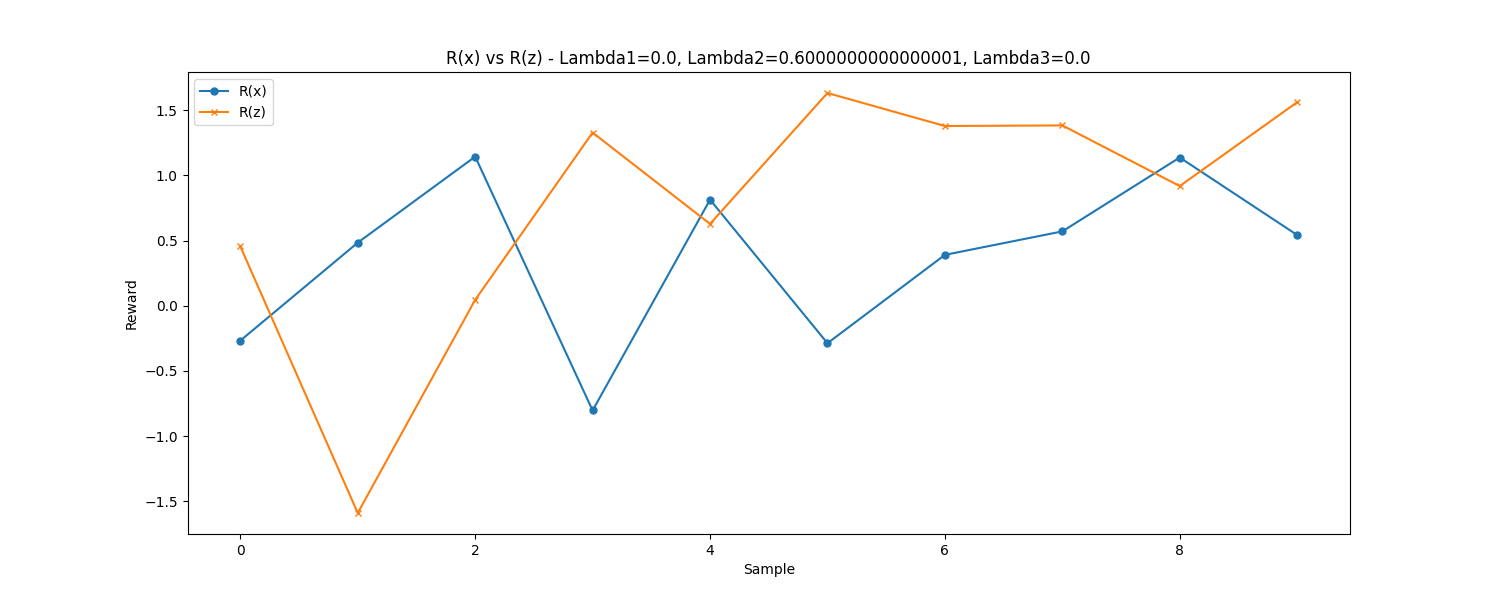 R(x) vs R(z) - Lambda1=0.0, Lambda2=0.6000000000000001, Lambda3=0.0
R(x)
R(z)
1.5
1.0
0.5
0.0
−0.5
−1.0
−1.5
Reward
0 2 4 6 8
Sample